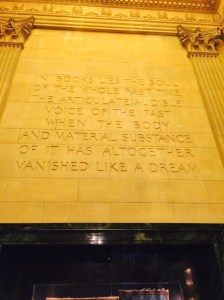 IN BOOKS LIES THE SOUL
OF THE WHOLE PAST TIME
THE ARTICULATE AUDIBLE
VOICE OF THE PAST
WHEN THE BODY
AND MATERIAL SUBSTANCE
OF IT HAS ALTOGETHER
VANISHED LIKE A DREAM